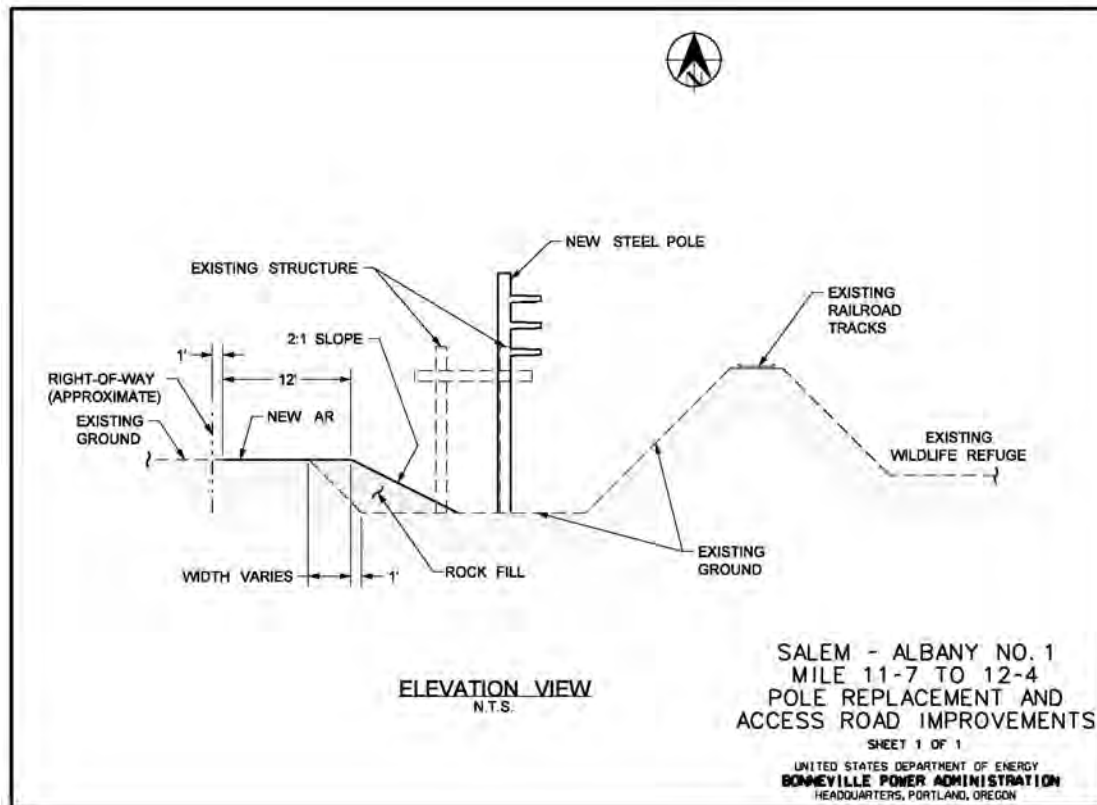 N
NEW STEEL POLE
EXISTING STRUCTURE
EXISTING
RAILROAD
TRACKS
2:1 SLOPE
1'
12'
RIGHT-OF-WAY
(APPROXIMATE)
NEW AR
EXISTING
GROUND
EXISTING
WILDLIFE REFUGE
EXISTING
GROUND
WIDTH VARIES
1'
ROCK FILL
ELEVATION VIEW
N.T.S.
SALEM - ALBANY NO. 1
MILE 11-7 TO 12-4
POLE REPLACEMENT AND
ACCESS ROAD IMPROVEMENTS
SHEET 1 OF 1
UNITED STATES DEPARTMENT OF ENERGY
BONNEVILLE POWER ADMINISTRATION
HEADQUARTERS, PORTLAND, OREGON